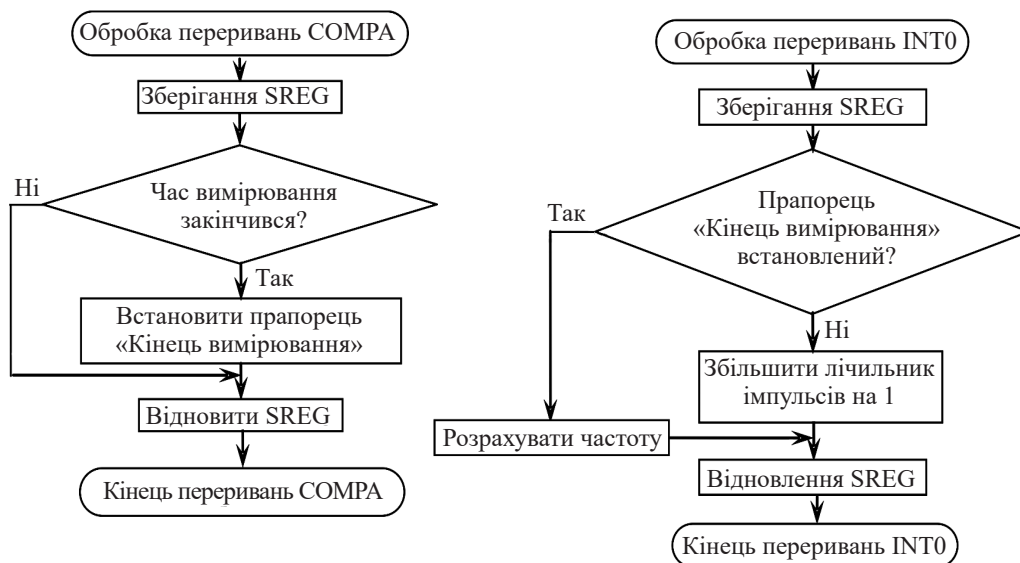 Обробка переривань COMPA
Зберігання SREG
Час вимірювання
закінчився?
Ні
Так
Встановити прапорець
«Кінець вимірювання»
Відновити SREG
Кінець переривань COMPA
Обробка переривань INT0
Зберігання SREG
Прапорець
«Кінець вимірювання»
встановлений?
Так
Ні
Збільшити лічильник
імпульсів на 1
Розрахувати частоту
Відновлення SREG
Кінець переривань INT0